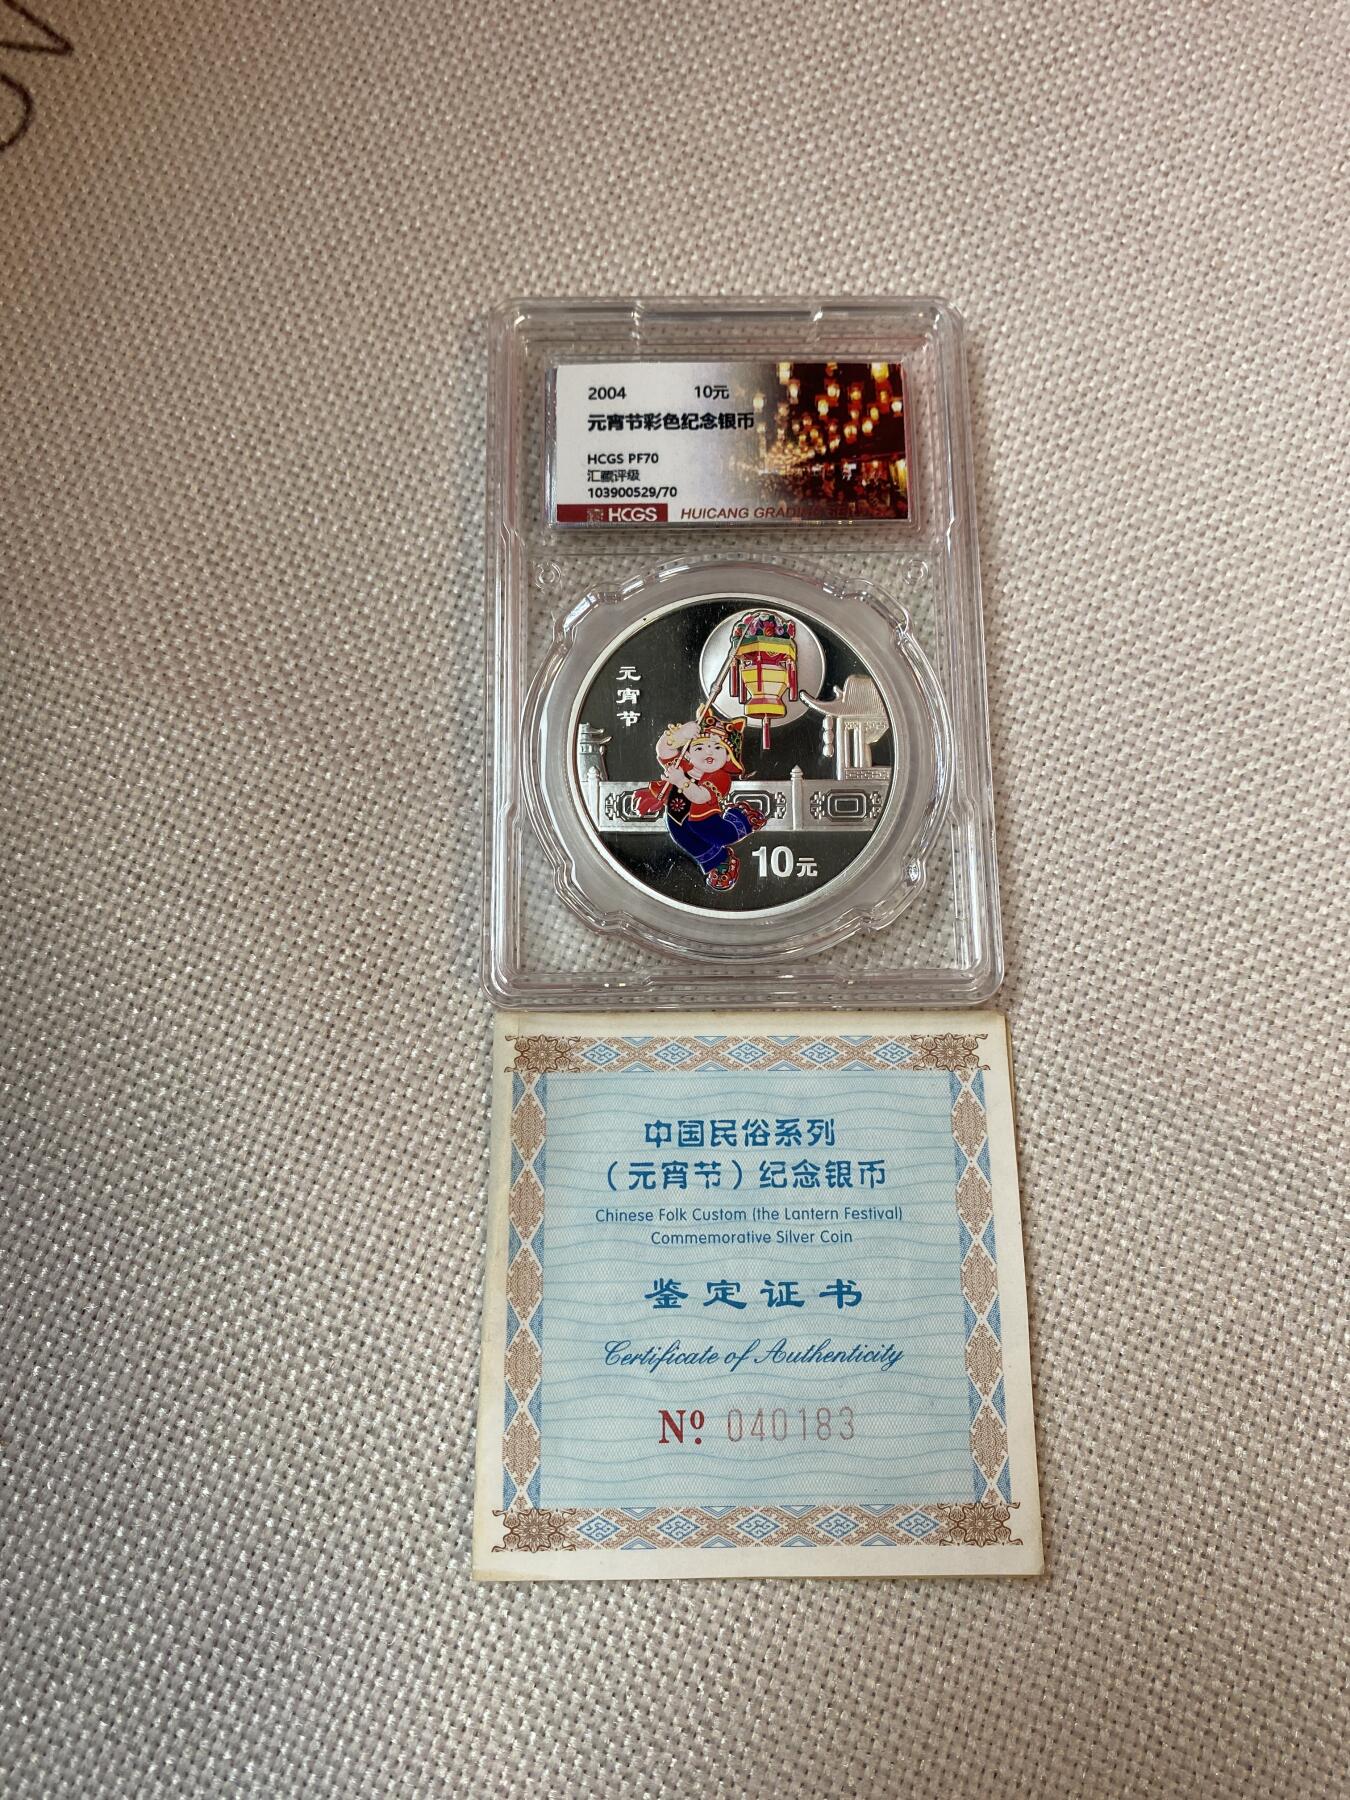 2004 10元
元宵节彩色纪念银币
HCGS PF70
汇藏评级
103900529/70
HCGS HUICANG GRADING
元宵节
10元
中国民俗系列
(元宵节)纪念银币
Chinese Folk Custom (the Lantern Festival)
Commemorative Silver Coin
鉴定证书
Certificate of Authenticity
Nº. 040183